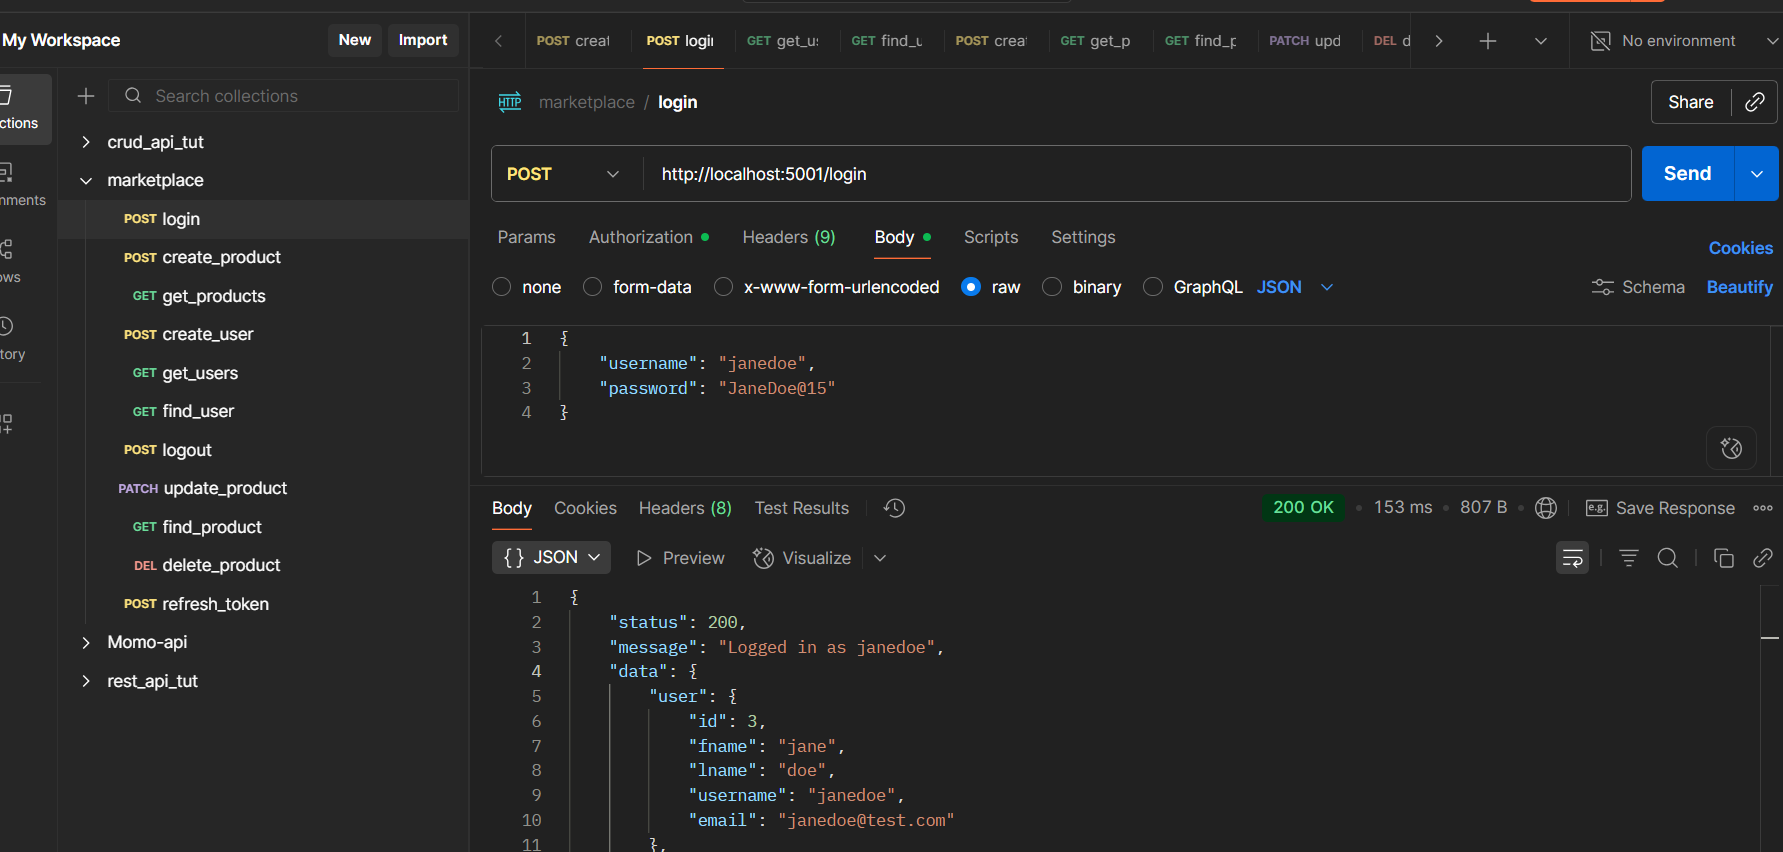 My Workspace
New
Import
POST creat
POST login
GET get_us
GET find_u
POST creat
GET get_p
GET find_p
PATCH upd
DEL d
No environment
ctions
nments
ows
tory
Search collections
crud_api_tut
marketplace
POST login
POST create_product
GET get_products
POST create_user
GET get_users
GET find_user
POST logout
PATCH update_product
GET find_product
DEL delete_product
POST refresh_token
Momo-api
rest_api_tut
HTTP marketplace / login
Share
POST http://localhost:5001/login
Send
Params Authorization Headers (9) Body Scripts Settings
Cookies
none form-data x-www-form-urlencoded raw binary GraphQL JSON
Schema Beautify
1 {
2 "username": "janedoe",
3 "password": "JaneDoe@15"
4 }
Body Cookies Headers (8) Test Results
200 OK • 153 ms • 807 B • e.g. Save Response
{} JSON Preview Visualize
1 {
2 "status": 200,
3 "message": "Logged in as janedoe",
4 "data": {
5 "user": {
6 "id": 3,
7 "fname": "jane",
8 "lname": "doe",
9 "username": "janedoe",
10 "email": "janedoe@test.com"
11 },